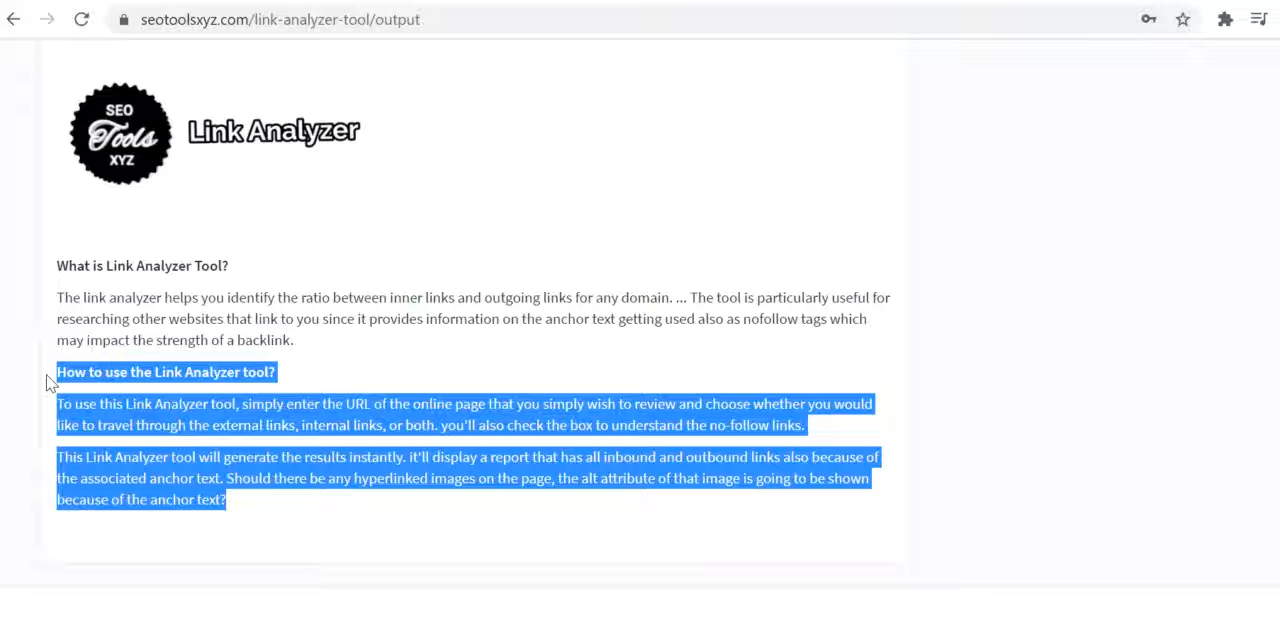 seotoolsxyz.com/link-analyzer-tool/output
SEO
Tools
XYZ
Link Analyzer
What is Link Analyzer Tool?
The link analyzer helps you identify the ratio between inner links and outgoing links for any domain. ... The tool is particularly useful for
researching other websites that link to you since it provides information on the anchor text getting used also as nofollow tags which
may impact the strength of a backlink.
How to use the Link Analyzer tool?
To use this Link Analyzer tool, simply enter the URL of the online page that you simply wish to review and choose whether you would
like to travel through the external links, internal links, or both. you'll also check the box to understand the no-follow links.
This Link Analyzer tool will generate the results instantly. it'll display a report that has all inbound and outbound links also because of
the associated anchor text. Should there be any hyperlinked images on the page, the alt attribute of that image is going to be shown
because of the anchor text?